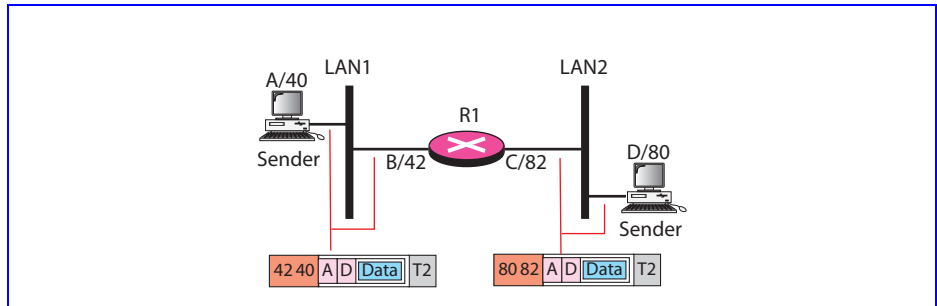 A/40
LAN1
LAN2
R1
D/80
Sender
B/42
C/82
Sender
42 40 A D Data T2
80 82 A D Data T2